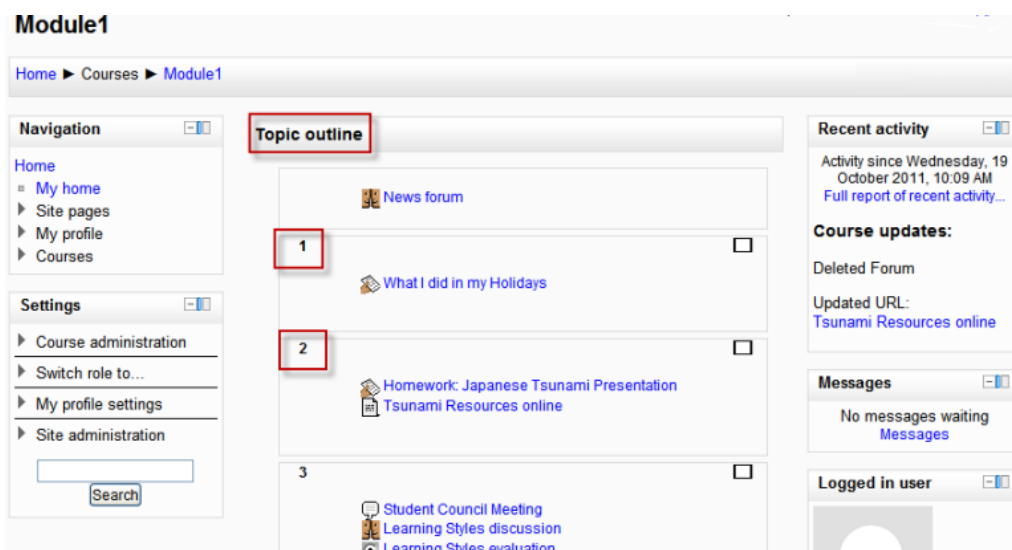 Module1
Home ► Courses ► Module1
Navigation
Home
My home
Site pages
My profile
Courses
Settings
Course administration
Switch role to...
My profile settings
Site administration
Search
Topic outline
News forum
1
What I did in my Holidays
2
Homework: Japanese Tsunami Presentation
Tsunami Resources online
3
Student Council Meeting
Learning Styles discussion
Learning Styles evaluation
Recent activity
Activity since Wednesday, 19
October 2011, 10:09 AM
Full report of recent activity...
Course updates:
Deleted Forum
Updated URL:
Tsunami Resources online
Messages
No messages waiting
Messages
Logged in user